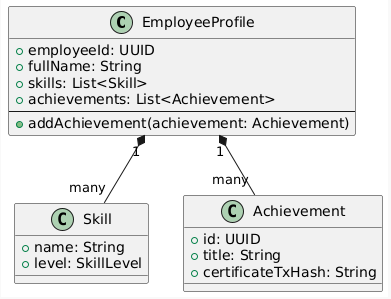 C EmployeeProfile
employeeId: UUID
fullName: String
skills: List<Skill>
achievements: List<Achievement>
addAchievement(achievement: Achievement)
1 1
many many
C Skill
name: String
level: SkillLevel
C Achievement
id: UUID
title: String
certificateTxHash: String